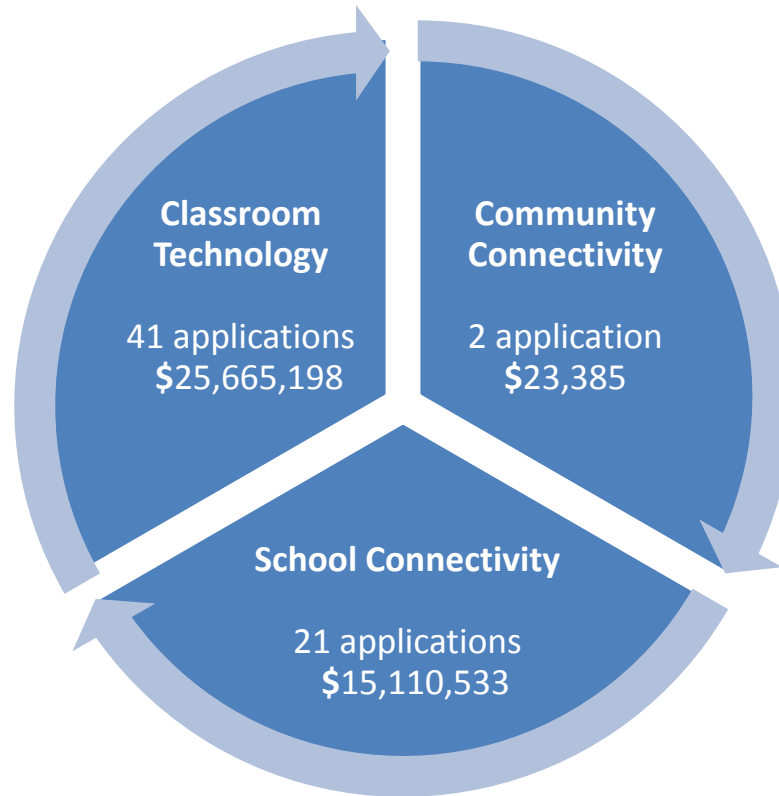 Classroom
Technology
41 applications
$25,665,198
Community
Connectivity
2 application
$23,385
School Connectivity
21 applications
$15,110,533